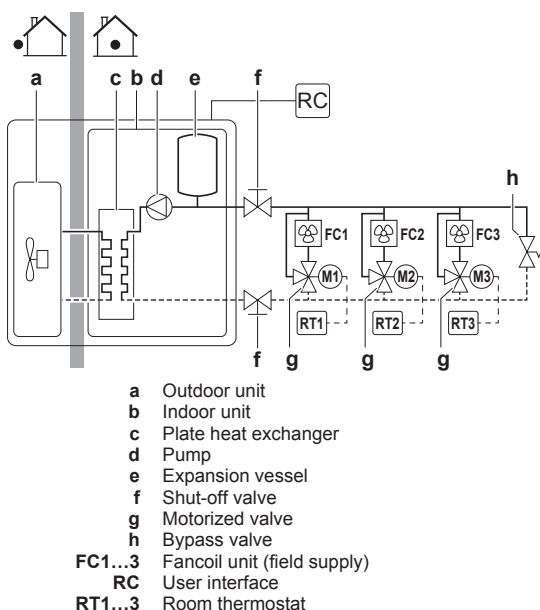 a c b d e f RC
h
FC1 FC2 FC3
M1 M2 M3
RT1 RT2 RT3
f g g g
a Outdoor unit
b Indoor unit
c Plate heat exchanger
d Pump
e Expansion vessel
f Shut-off valve
g Motorized valve
h Bypass valve
FC1...3 Fancoil unit (field supply)
RC User interface
RT1...3 Room thermostat